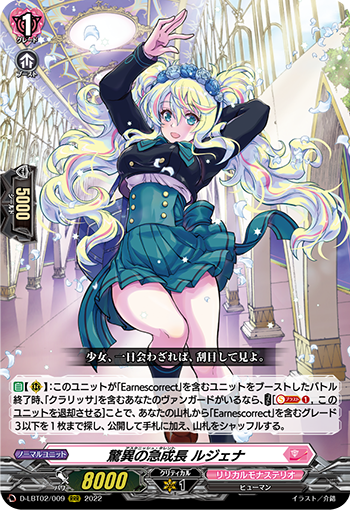 1
グレード
ブースト
5000
シールド
少女、一日会わざれば、刮目して見よ。
【】:このユニットが「Earnescorrect」を含むユニットをブーストしたバトル
終了時、「クラリッサ」を含むあなたのヴァンガードがいるなら、【ブラスト1，この
ユニットを退却させる】ことで、あなたの山札から「Earnescorrect」を含むグレード
3以下を1枚まで探し、公開して手札に加え、山札をシャッフルする。
ノーマルユニット
驚異の急成長 ルジェナ
リリカルモナステリオ
パワー
8000
クリティカル
1
ヒューマン
D-LBT02/009 RRR 2022
イラスト／介錯